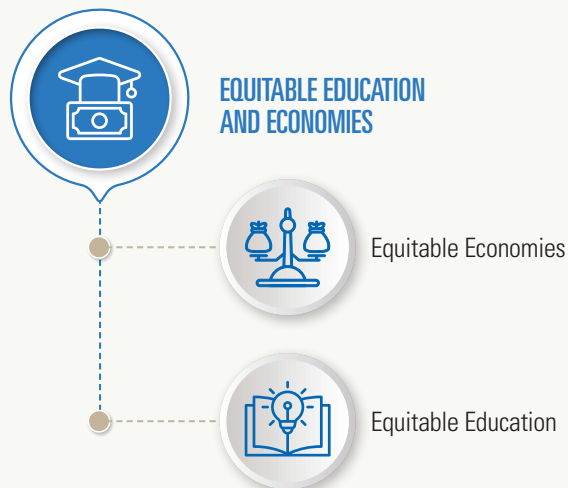 EQUITABLE EDUCATION
AND ECONOMIES
Equitable Economies
Equitable Education